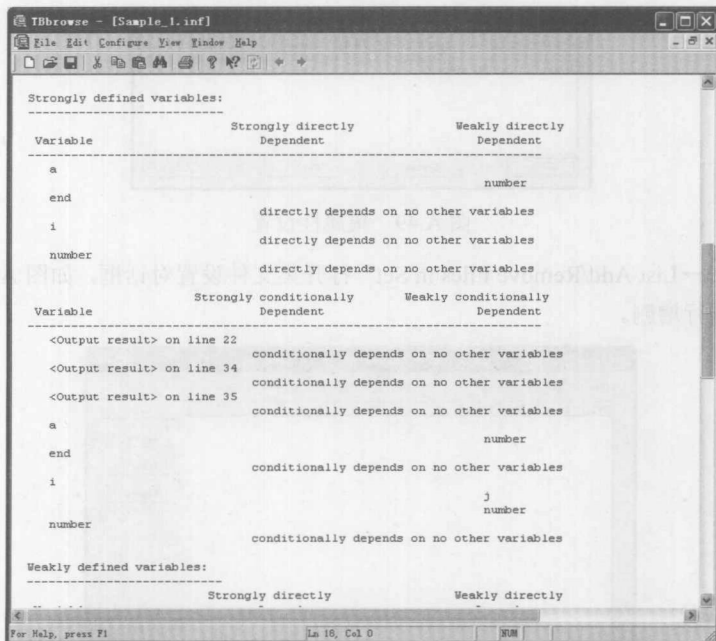 TBbrowse - [Sample_1.inf]
File Edit Configure View Window Help
Strongly defined variables:
Strongly directly Weakly directly
Variable Dependent Dependent
a
number
end
directly depends on no other variables
i
directly depends on no other variables
number
directly depends on no other variables
Strongly conditionally Weakly conditionally
Variable Dependent Dependent
<Output result> on line 22
conditionally depends on no other variables
<Output result> on line 34
conditionally depends on no other variables
<Output result> on line 35
conditionally depends on no other variables
a
number
end
conditionally depends on no other variables
i
j
number
number
conditionally depends on no other variables
Weakly defined variables:
Strongly directly Weakly directly
For Help, press F1 Ln 18, Col 0 NUM